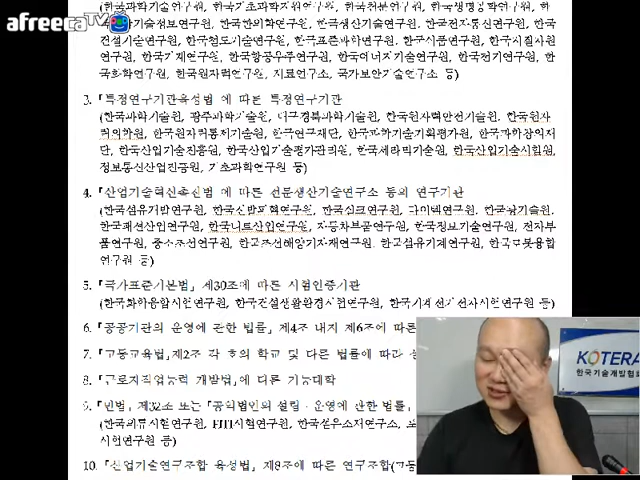 afreecaTV
(한국과학기술연구원, 한국기초과학지원연구원, 한국천문연구원, 한국생명공학연구원, 한국
과학기술정보연구원, 한국한의학연구원, 한국생산기술연구원, 한국전자통신연구원, 한국
건설기술연구원, 한국철도기술연구원, 한국표준과학연구원, 한국식품연구원,
연구원, 한국기계연구원, 한국항공우주연구원, 한국에너지기술연구원, 한국전기연구원, 한
국화학연구원, 한국원자력연구원, 국가보안기술연구소 등)
3. 「특정연구기관육성법」에 따른 특정연구기관
(한국과학기술원, 광주과학기술원, 대구경북과학기술원, 한국원자력안전기술원, 한국원자
력의학원, 한국원자력통제기술원, 한국연구재단, 한국과학기술기획평가원, 한국과학창의재
단, 한국산업기술진흥원, 한국산업기술평가관리원, 한국세라믹기술원, 한국산업기술시험원,
정보통신산업진흥원, 기초과학연구원 등)
4. 「산업기술혁신촉진법」에 따른 전문생산기술연구소 등의 연구기관
(한국섬유개발연구원, 한국신발피혁연구원, 한국실크연구원, 다이텍연구원,
한국패션산업연구원, 한국니트산업연구원, 자동차부품연구원, 한국정보기술연구원, 전자부
품연구원, 중소조선연구원, 한국조선해양기자재연구원, 한국섬유기계연구원, 한국로봇융합
연구원 등)
5. 「국가표준기본법」 제30조에 따른 시험인증기관
(한국화학융합시험연구원, 한국건설생활환경시험연구원, 한국기계전기전자시험연구원 등)
6. 「공공기관의 운영에 관한 법률」 제4조 내지 제6조에 따른
7. 「고등교육법」제2조 각 호의 학교 및 다른 법률에 따라
8. 「근로자직업능력 개발법」에 따른 기능대학
9. 「민법」 제32조 또는 「공익법인의 설립·운영에 관한 법률」
(한국의류시험연구원, FITI시험연구원, 한국섬유소재연구소,
시험연구원 등)
10. 「산업기술연구조합 육성법」 제8조에 따른 연구조합(고등
KOTERA
한국기술개발협회